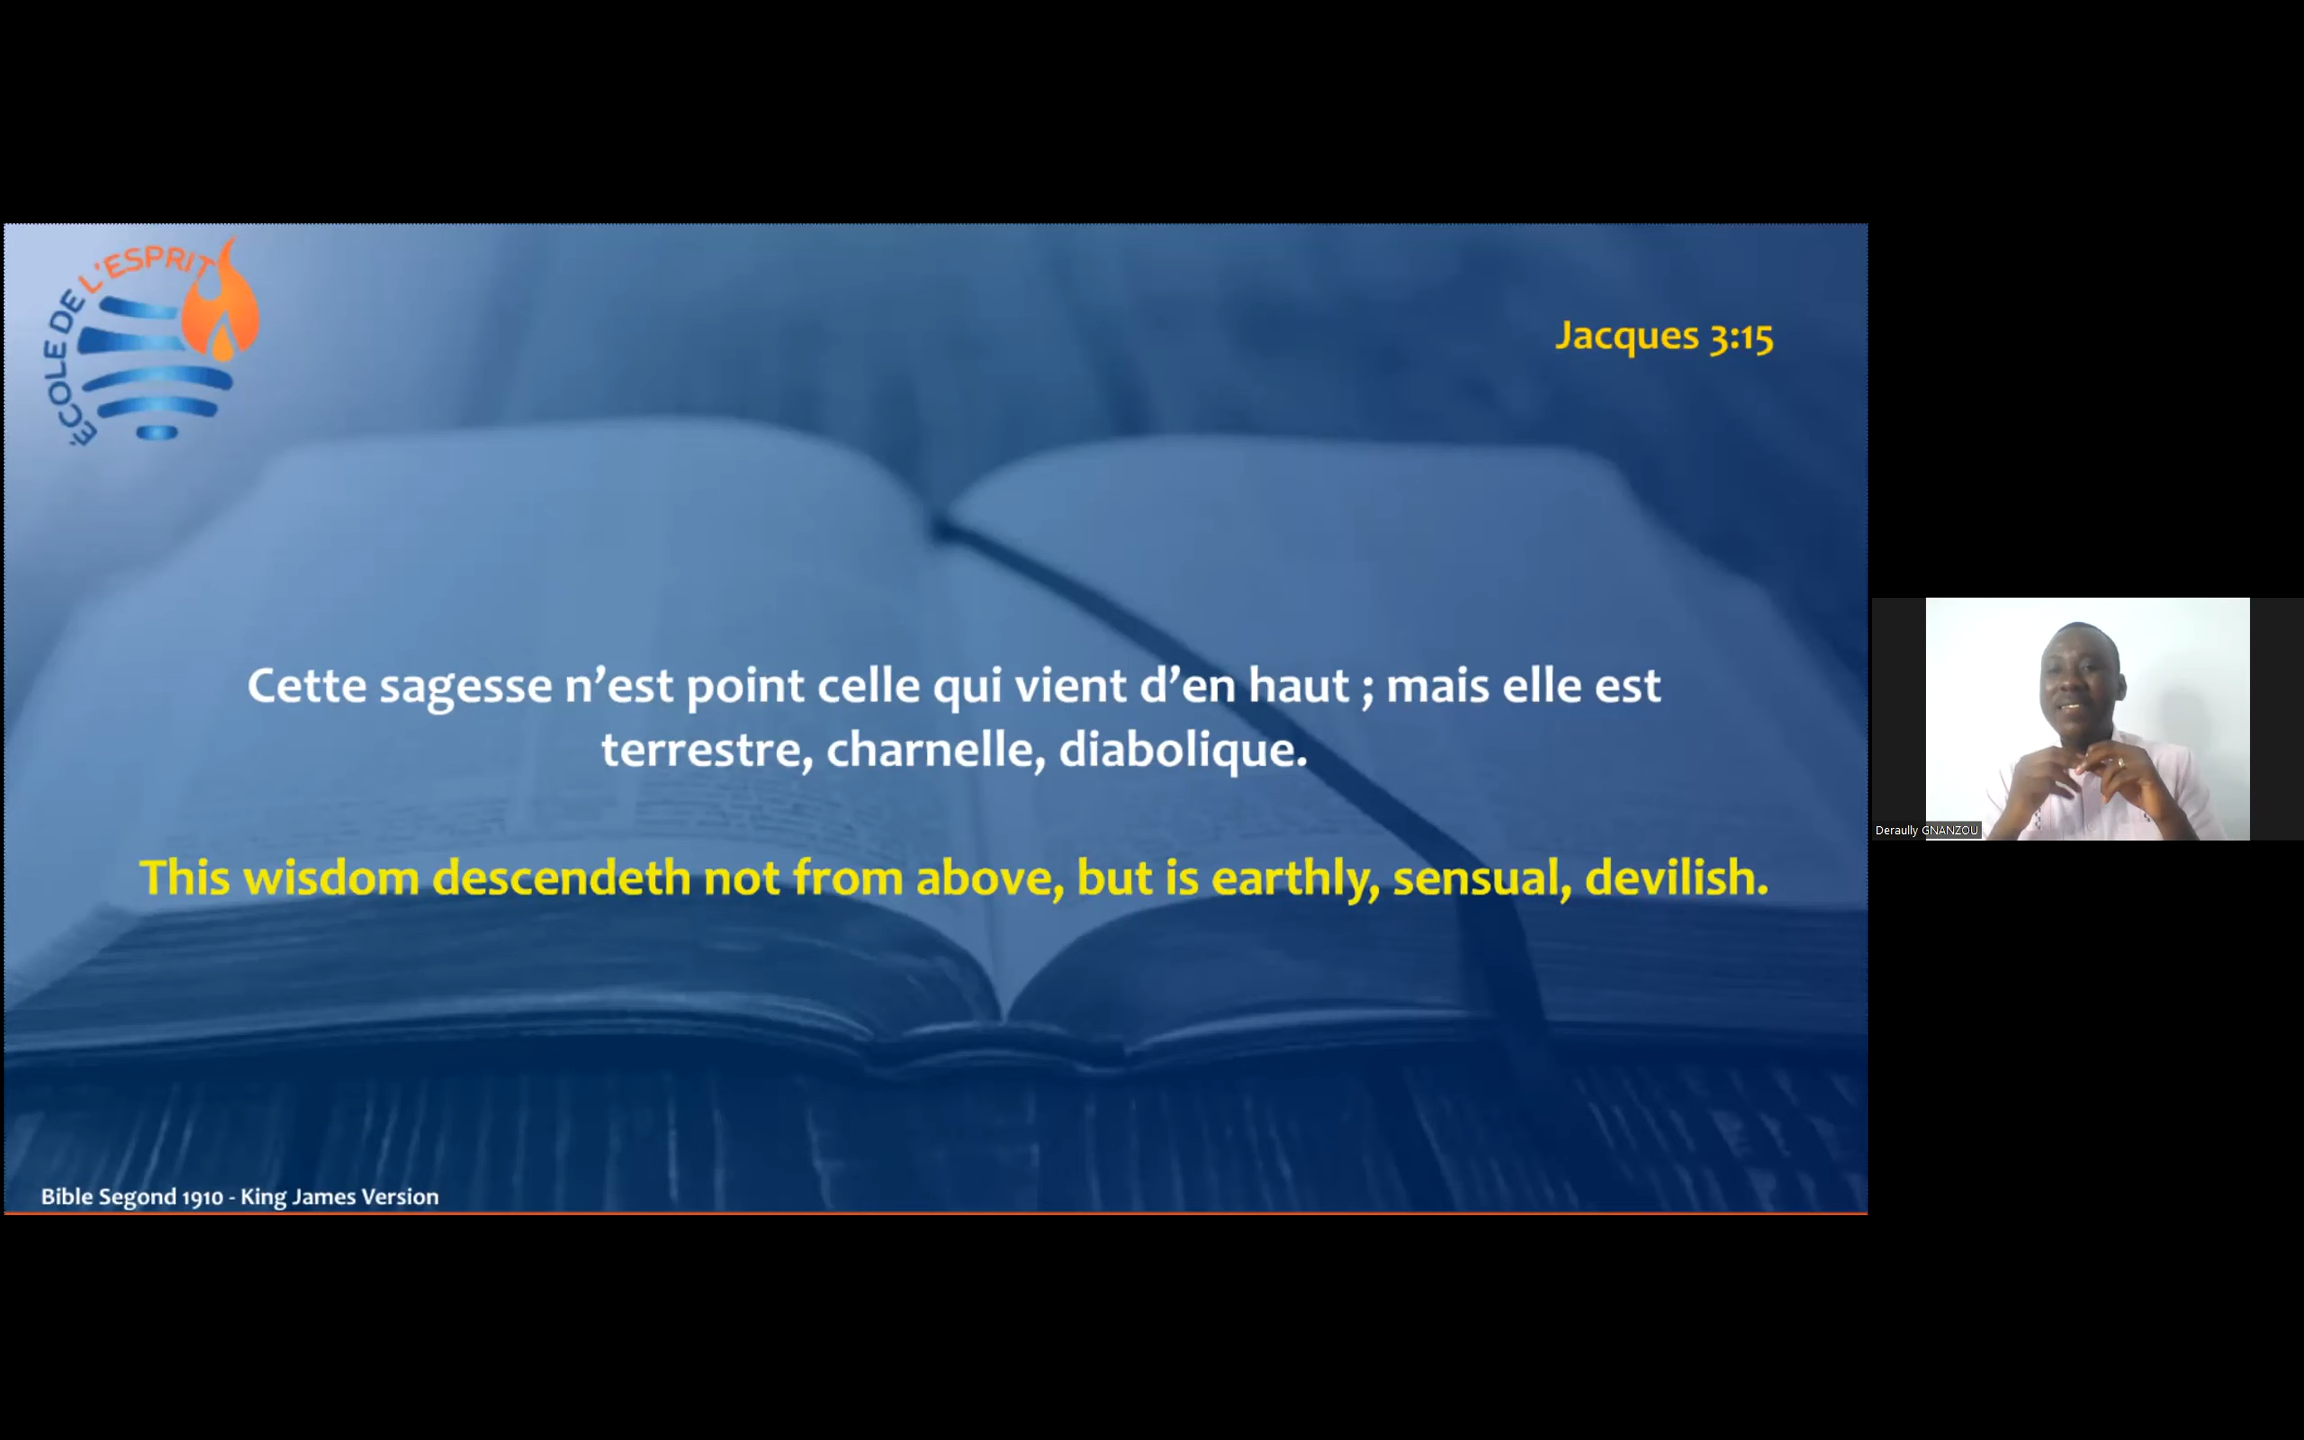 ÉCOLE DE L'ESPRIT
Jacques 3:15
Cette sagesse n’est point celle qui vient d’en haut ; mais elle est
terrestre, charnelle, diabolique.
This wisdom descendeth not from above, but is earthly, sensual, devilish.
Deraully GNANZOU
Bible Segond 1910 - King James Version